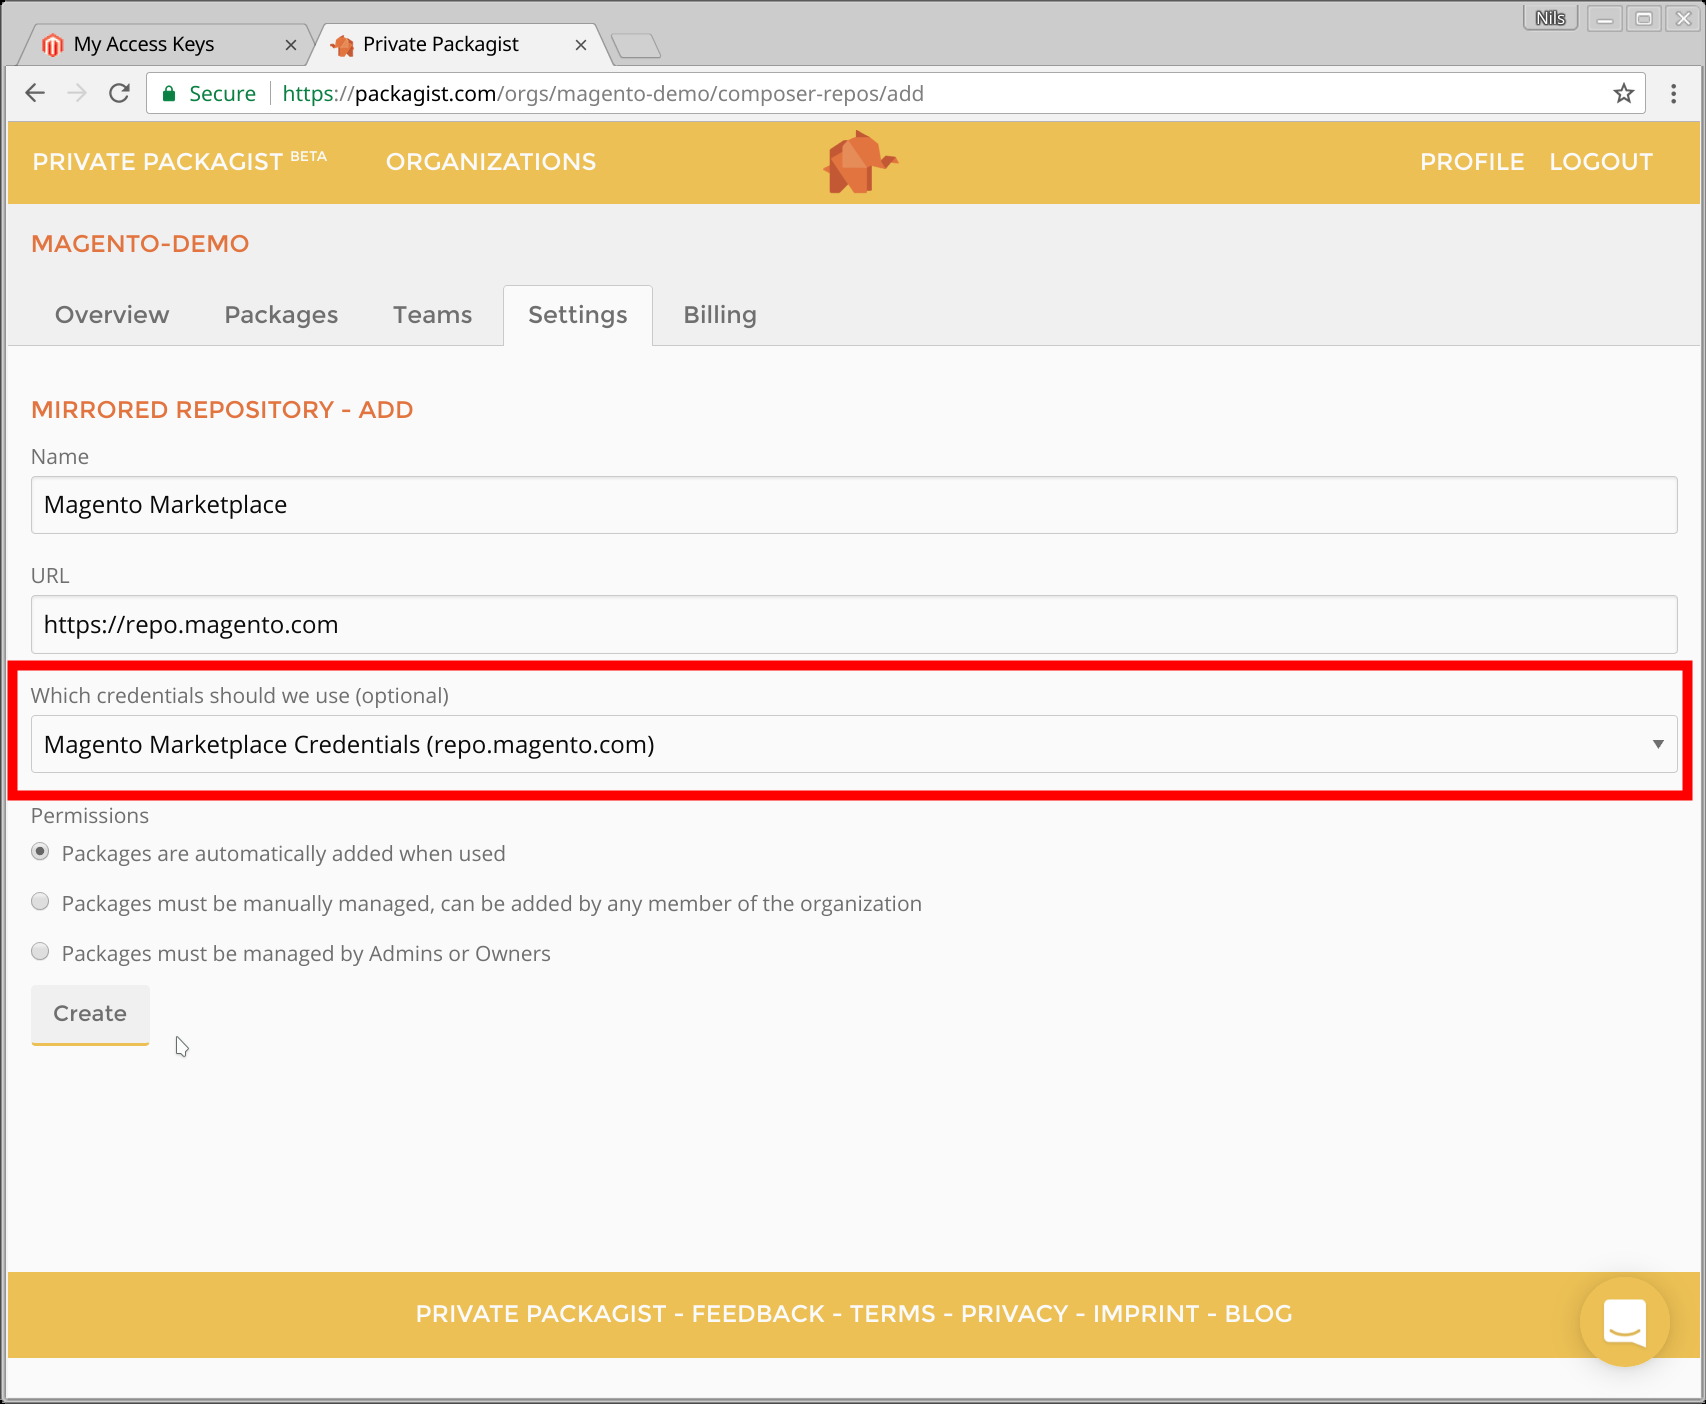 Nils
My Access Keys
Private Packagist
Secure
https://packagist.com/orgs/magento-demo/composer-repos/add
PRIVATE PACKAGIST BETA ORGANIZATIONS PROFILE LOGOUT
MAGENTO-DEMO
Overview Packages Teams Settings Billing
MIRRORED REPOSITORY - ADD
Name
Magento Marketplace
URL
https://repo.magento.com
Which credentials should we use (optional)
Magento Marketplace Credentials (repo.magento.com)
Permissions
Packages are automatically added when used
Packages must be manually managed, can be added by any member of the organization
Packages must be managed by Admins or Owners
Create
PRIVATE PACKAGIST - FEEDBACK - TERMS - PRIVACY - IMPRINT - BLOG